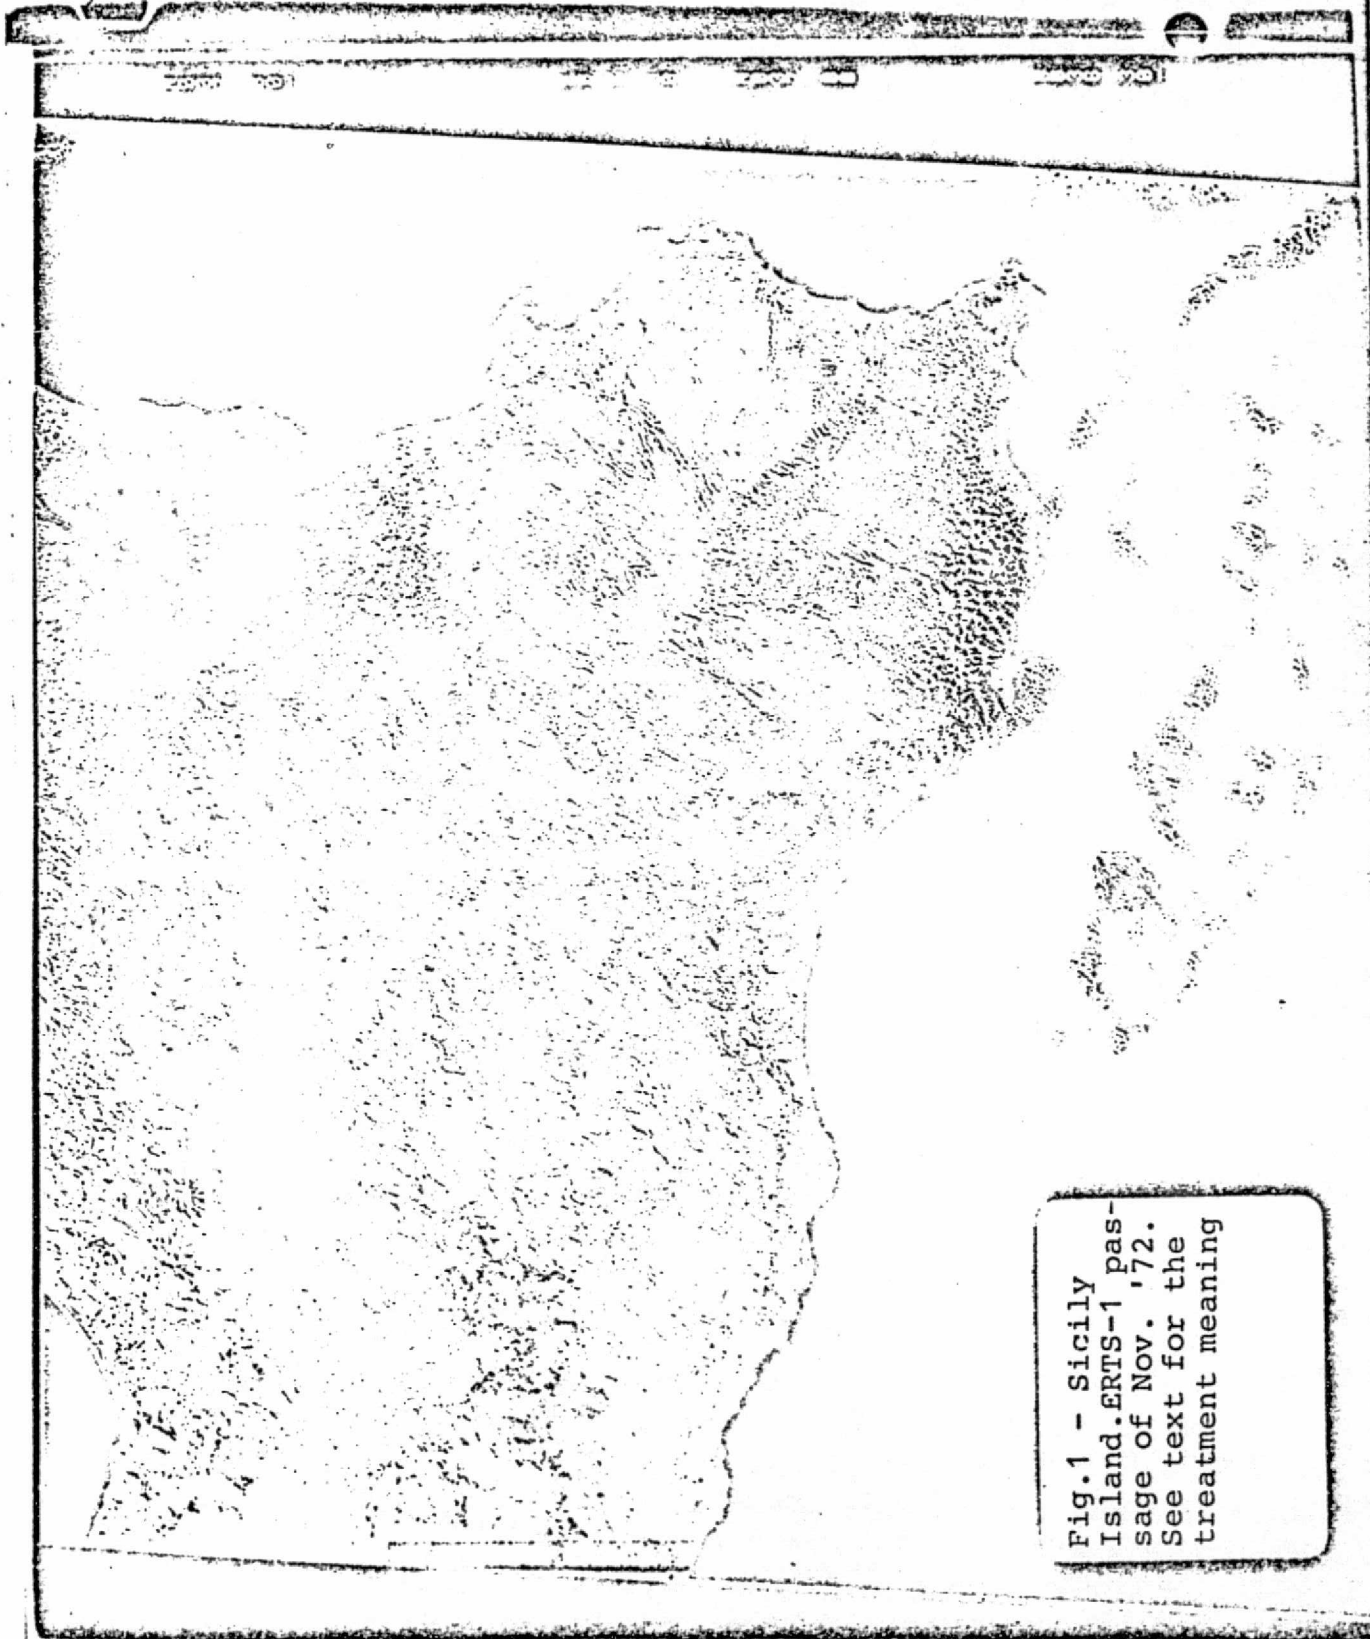 Fig.1 - Sicily
Island.ERTS-1 pas-
sage of Nov. '72.
See text for the
treatment meaning